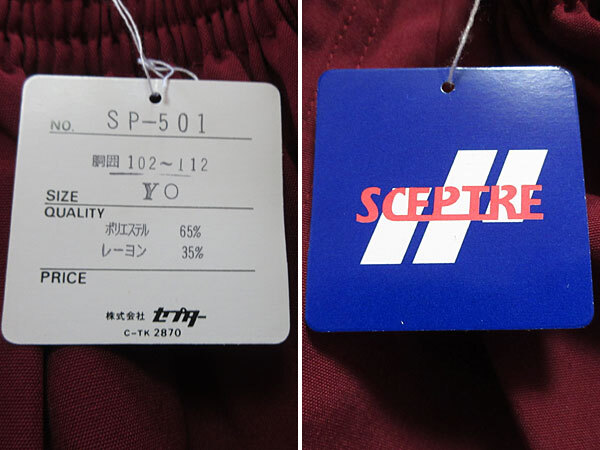 NO. SP-501
胴囲 102~112
SIZE YO
QUALITY
ポリエステル 65%
レーヨン 35%
PRICE
株式会社 セプター
C-TK 2870
SCEPTRE